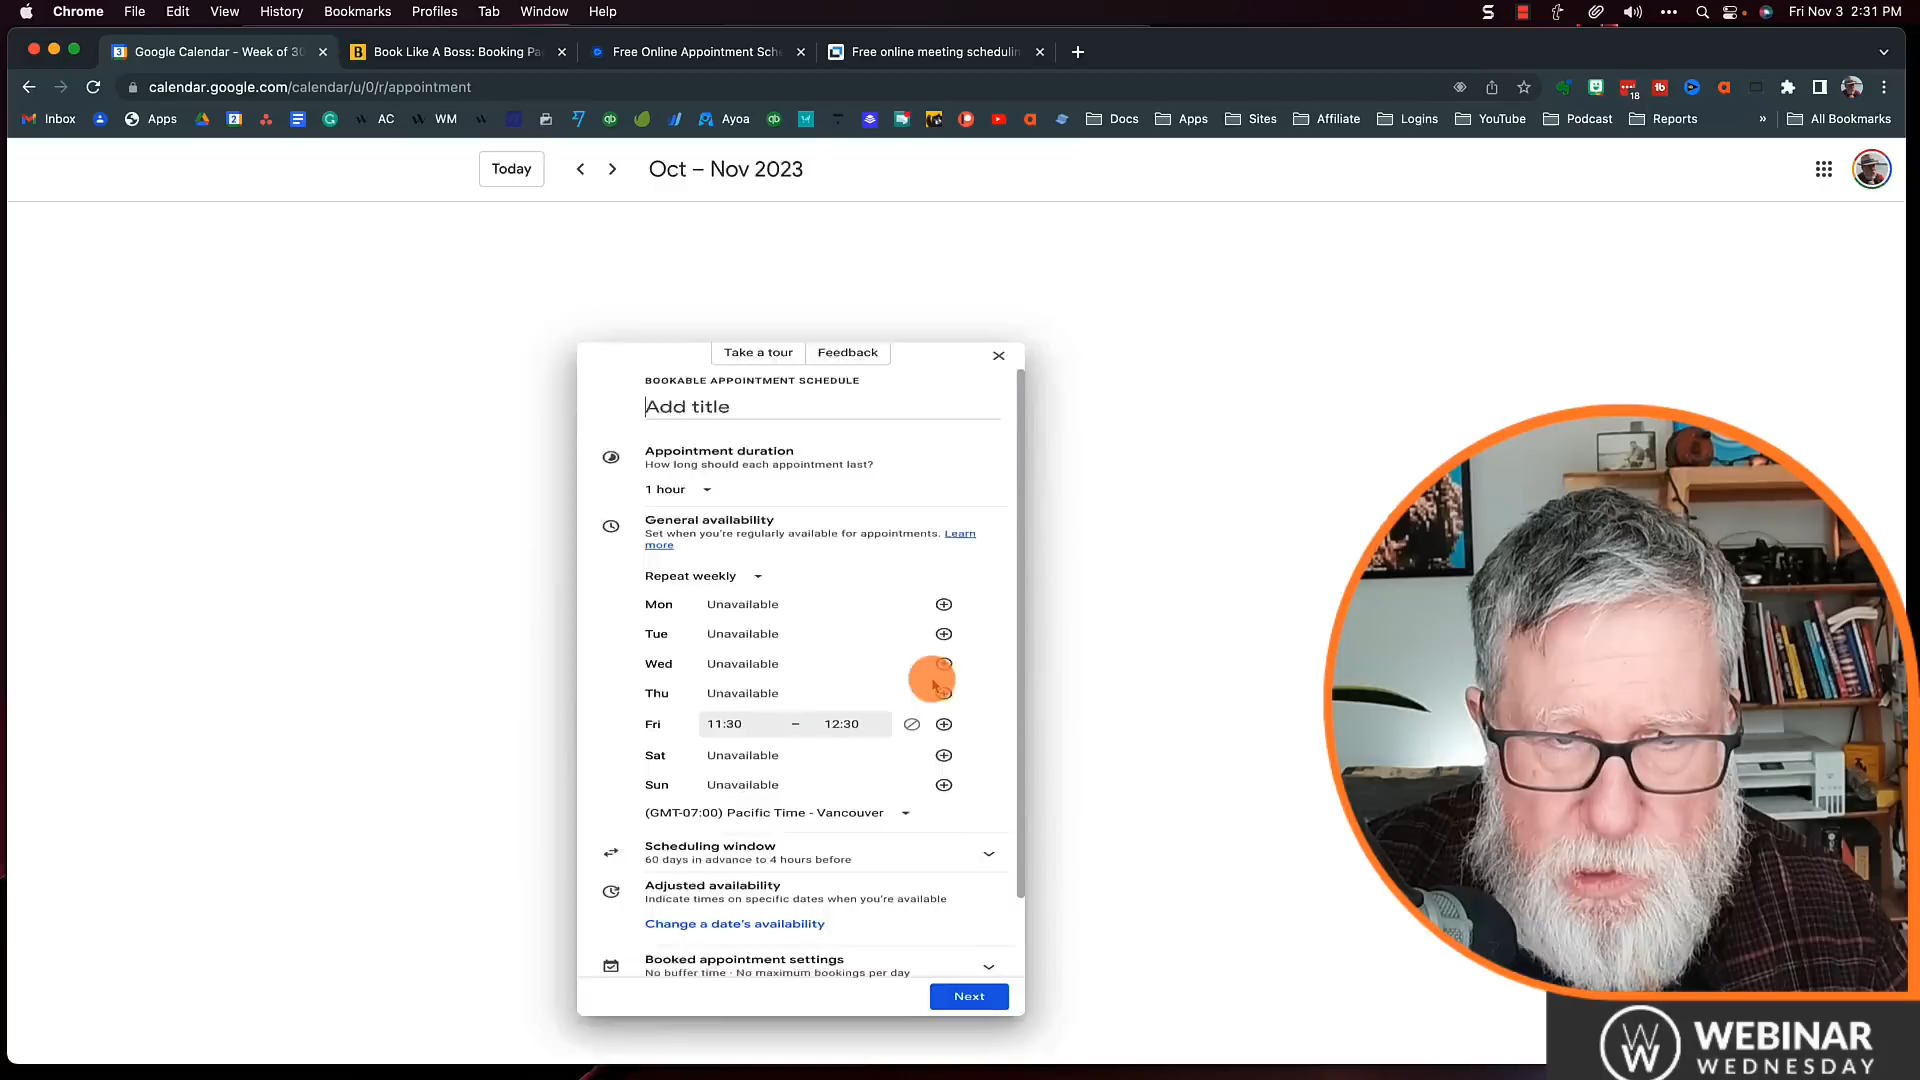 Chrome File Edit View History Bookmarks Profiles Tab Window Help Fri Nov 3 2:31 PM
Google Calendar - Week of 30 Book Like A Boss: Booking Pa Free Online Appointment Sch Free online meeting schedulin
calendar.google.com/calendar/u/0/r/appointment 18
Inbox Apps AC WM Ayoa Docs Apps Sites Affiliate Logins YouTube Podcast Reports » All Bookmarks
Today Oct – Nov 2023
Take a tour Feedback
BOOKABLE APPOINTMENT SCHEDULE
Add title
Appointment duration
How long should each appointment last?
1 hour
General availability
Set when you're regularly available for appointments. Learn
more
Repeat weekly
Mon Unavailable
Tue Unavailable
Wed Unavailable
Thu Unavailable
Fri 11:30 – 12:30
Sat Unavailable
Sun Unavailable
(GMT-07:00) Pacific Time - Vancouver
Scheduling window
60 days in advance to 4 hours before
Adjusted availability
Indicate times on specific dates when you're available
Change a date's availability
Booked appointment settings
No buffer time · No maximum bookings per day
Next
W WEBINAR
WEDNESDAY